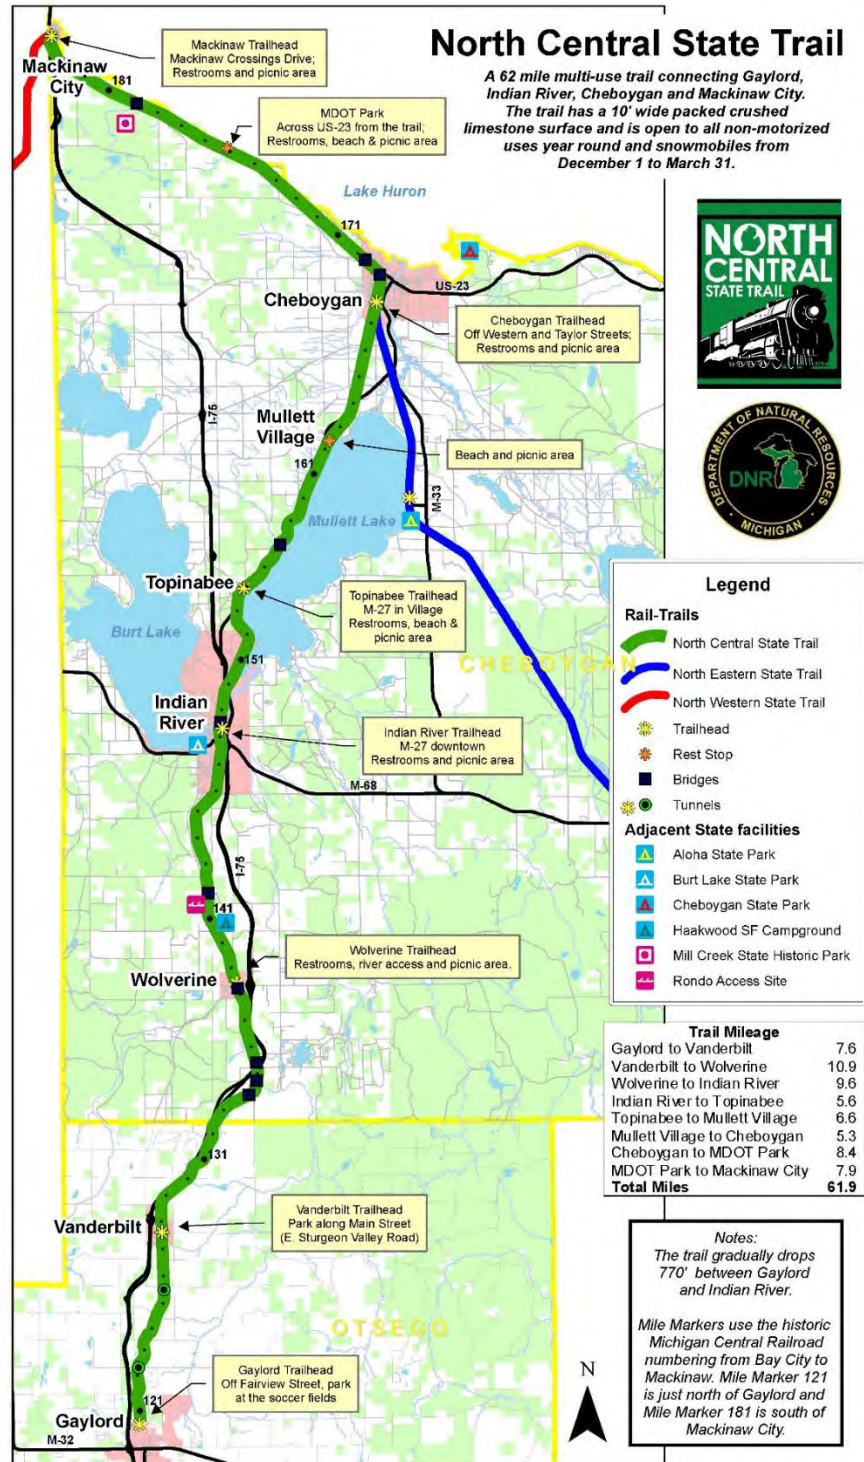 North Central State Trail
A 62 mile multi-use trail connecting Gaylord,
Indian River, Cheboygan and Mackinaw City.
The trail has a 10' wide packed crushed
limestone surface and is open to all non-motorized
uses year round and snowmobiles from
December 1 to March 31.
Mackinaw Trailhead
Mackinaw Crossings Drive;
Restrooms and picnic area
Mackinaw
City
181
MDOT Park
Across US-23 from the trail;
Restrooms, beach & picnic area
Lake Huron
171
US-23
Cheboygan
Cheboygan Trailhead
Off Western and Taylor Streets;
Restrooms and picnic area
NORTH
CENTRAL
STATE TRAIL
I-75
Mullett
Village
Beach and picnic area
161
M-33
Mullett Lake
DEPARTMENT OF NATURAL RESOURCES
DNR
MICHIGAN
Topinabee
Topinabee Trailhead
M-27 in Village
Restrooms, beach &
picnic area
Burt Lake
151
CHEBOYGAN
Indian
River
Indian River Trailhead
M-27 downtown
Restrooms and picnic area
M-68
I-75
141
Wolverine Trailhead
Restrooms, river access and picnic area.
Wolverine
131
Vanderbilt
Vanderbilt Trailhead
Park along Main Street
(E. Sturgeon Valley Road)
OTSEGO
Gaylord Trailhead
Off Fairview Street, park
at the soccer fields
121
Gaylord
M-32
N
Legend
Rail-Trails
North Central State Trail
North Eastern State Trail
North Western State Trail
Trailhead
Rest Stop
Bridges
Tunnels
Adjacent State facilities
Aloha State Park
Burt Lake State Park
Cheboygan State Park
Haakwood SF Campground
Mill Creek State Historic Park
Rondo Access Site
Trail Mileage
Gaylord to Vanderbilt 7.6
Vanderbilt to Wolverine 10.9
Wolverine to Indian River 9.6
Indian River to Topinabee 5.6
Topinabee to Mullett Village 6.6
Mullett Village to Cheboygan 5.3
Cheboygan to MDOT Park 8.4
MDOT Park to Mackinaw City 7.9
Total Miles 61.9
Notes:
The trail gradually drops
770' between Gaylord
and Indian River.
Mile Markers use the historic
Michigan Central Railroad
numbering from Bay City to
Mackinaw. Mile Marker 121
is just north of Gaylord and
Mile Marker 181 is south of
Mackinaw City.